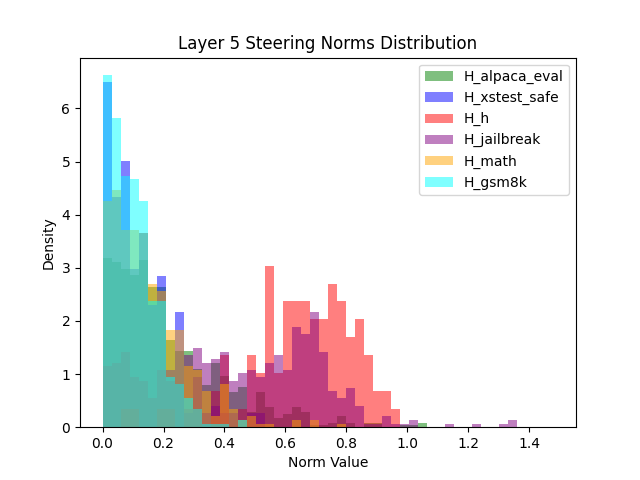 Layer 5 Steering Norms Distribution
H_alpaca_eval
H_xstest_safe
H_h
H_jailbreak
H_math
H_gsm8k
Density
6
5
4
3
2
1
0
0.0 0.2 0.4 0.6 0.8 1.0 1.2 1.4
Norm Value